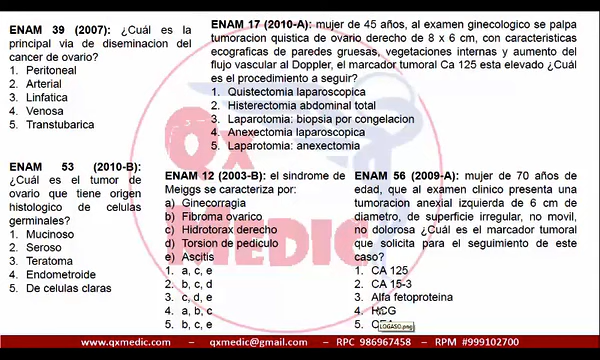 ENAM 39 (2007): ¿Cuál es la
principal via de diseminacion del
cancer de ovario?
1. Peritoneal
2. Arterial
3. Linfatica
4. Venosa
5. Transtubarica
ENAM 17 (2010-A): mujer de 45 años, al examen ginecologico se palpa
tumoracion quistica de ovario derecho de 8 x 6 cm, con caracteristicas
ecograficas de paredes gruesas, vegetaciones internas y aumento del
flujo vascular al Doppler, el marcador tumoral Ca 125 esta elevado ¿Cuál
es el procedimiento a seguir?
1. Quistectomia laparoscopica
2. Histerectomia abdominal total
3. Laparotomia: biopsia por congelacion
4. Anexectomia laparoscopica
5. Laparotomia: anexectomia
ENAM 53 (2010-B):
¿Cuál es el tumor de
ovario que tiene origen
histologico de celulas
germinales?
1. Mucinoso
2. Seroso
3. Teratoma
4. Endometroide
5. De celulas claras
ENAM 12 (2003-B): el sindrome de
Meiggs se caracteriza por:
a) Ginecorragia
b) Fibroma ovarico
c) Hidrotorax derecho
d) Torsion de pediculo
e) Ascitis
1. a, c, e
2. b, c, d
3. c, d, e
4. a, b, c
5. b, c, e
ENAM 56 (2009-A): mujer de 70 años de
edad, que al examen clinico presenta una
tumoracion anexial izquierda de 6 cm de
diametro, de superficie irregular, no movil,
no dolorosa ¿Cuál es el marcador tumoral
que solicita para el seguimiento de este
caso?
1. CA 125
2. CA 15-3
3. Alfa fetoproteina
4. HCG
5.
LOGASO.png
QX
MEDIC
www.qxmedic.com – qxmedic@gmail.com – RPC 986967458 – RPM #999102700